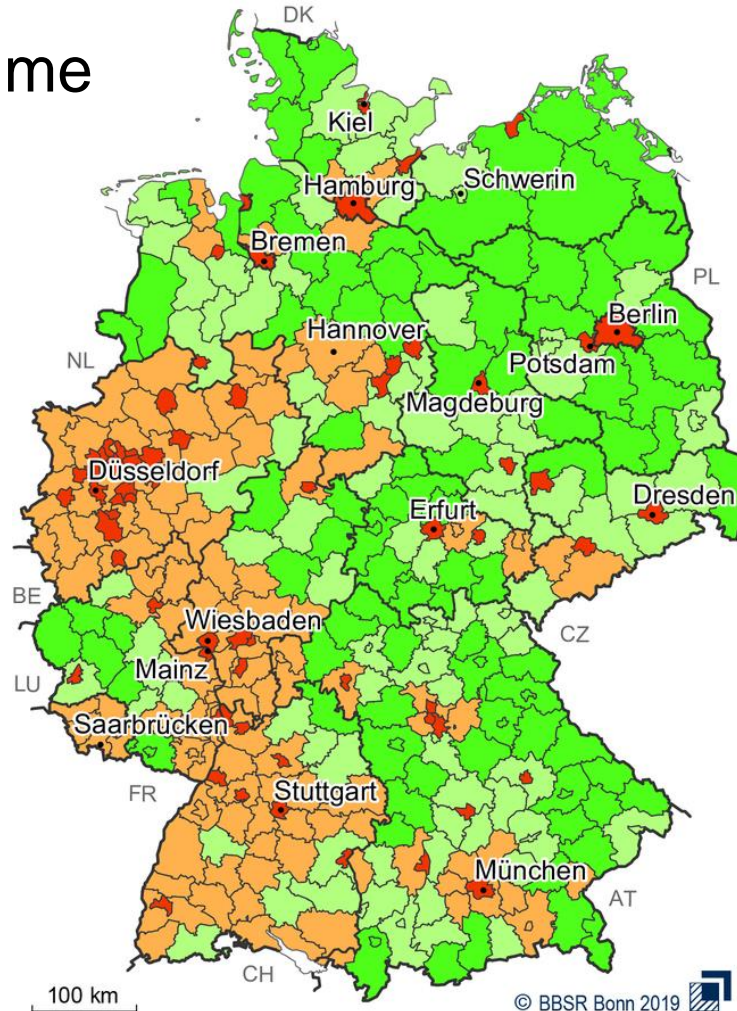 DK
me
Kiel
Hamburg
Schwerin
Bremen
PL
Berlin
Hannover
NL
Potsdam
Magdeburg
Düsseldorf
Dresden
Erfurt
BE
Wiesbaden
CZ
Mainz
LU
Saarbrücken
FR
Stuttgart
München
AT
CH
100 km
© BBSR Bonn 2019